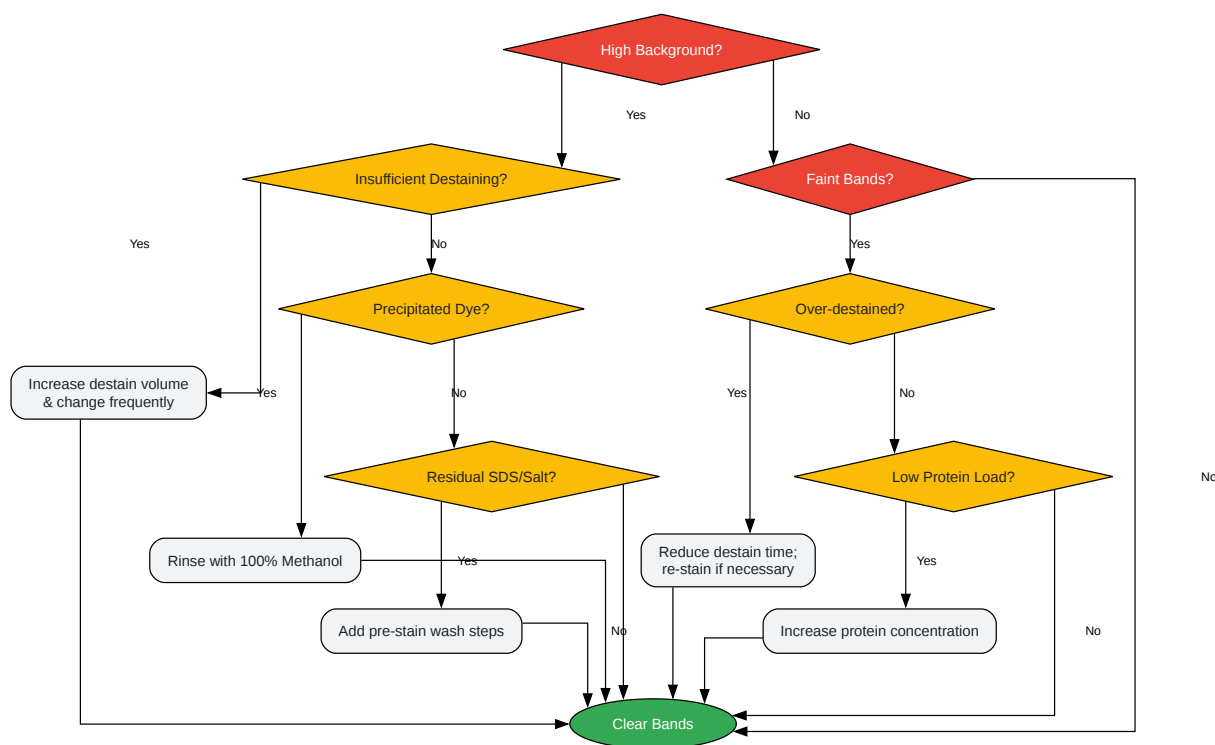 High Background?
Yes
No
Insufficient Destaining?
Faint Bands?
Yes
No
Yes
Precipitated Dye?
Over-destained?
Increase destain volume
& change frequently
Yes
No
Yes
No
Residual SDS/Salt?
Low Protein Load?
No
Rinse with 100% Methanol
Yes
Reduce destain time;
re-stain if necessary
Yes
Add pre-stain wash steps
No
Increase protein concentration
No
Clear Bands